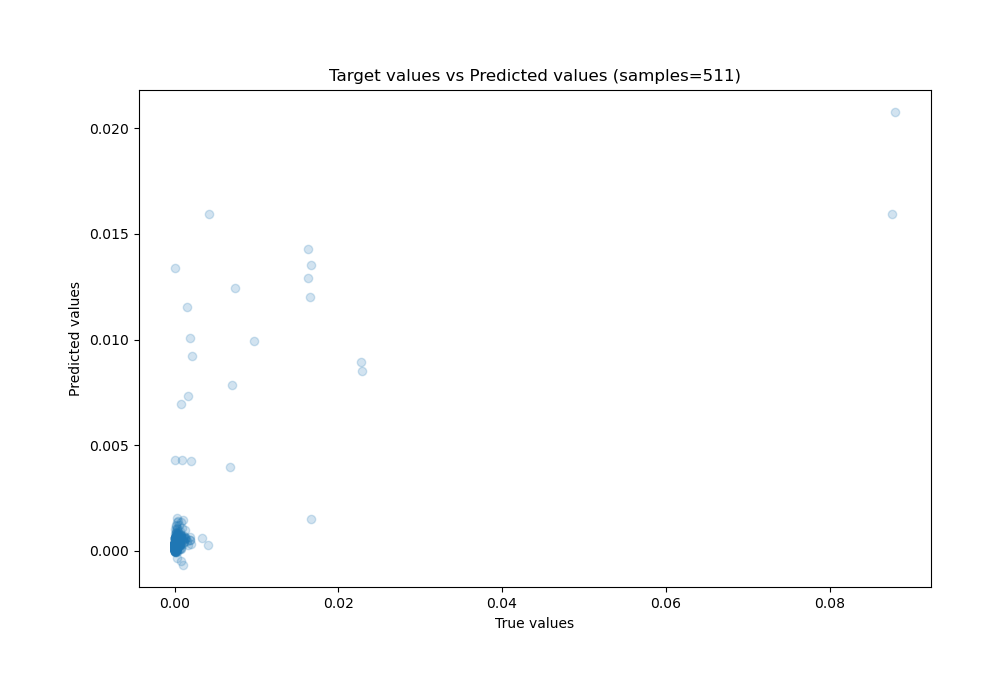 Target values vs Predicted values (samples=511)
0.020
0.015
0.010
0.005
0.000
Predicted values
0.00 0.02 0.04 0.06 0.08
True values